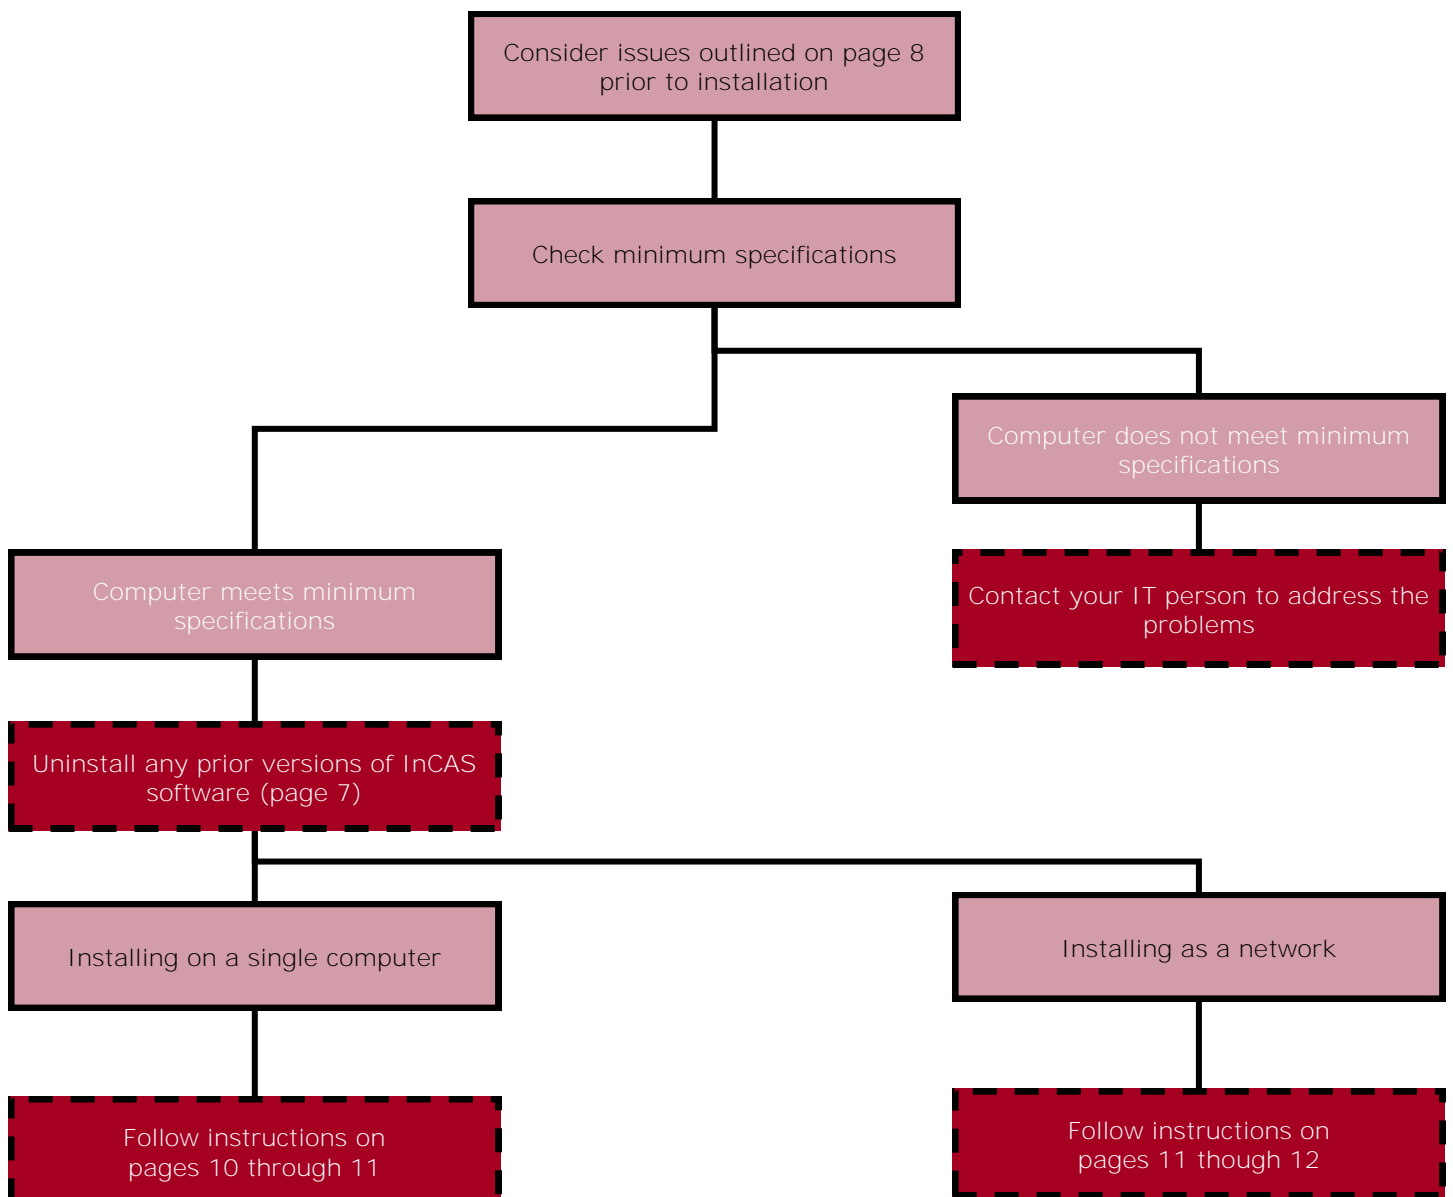 Consider issues outlined on page 8
prior to installation
Check minimum specifications
Computer does not meet minimum
specifications
Computer meets minimum
specifications
Contact your IT person to address the
problems
Uninstall any prior versions of InCAS
software (page 7)
Installing on a single computer
Installing as a network
Follow instructions on
pages 10 through 11
Follow instructions on
pages 11 though 12